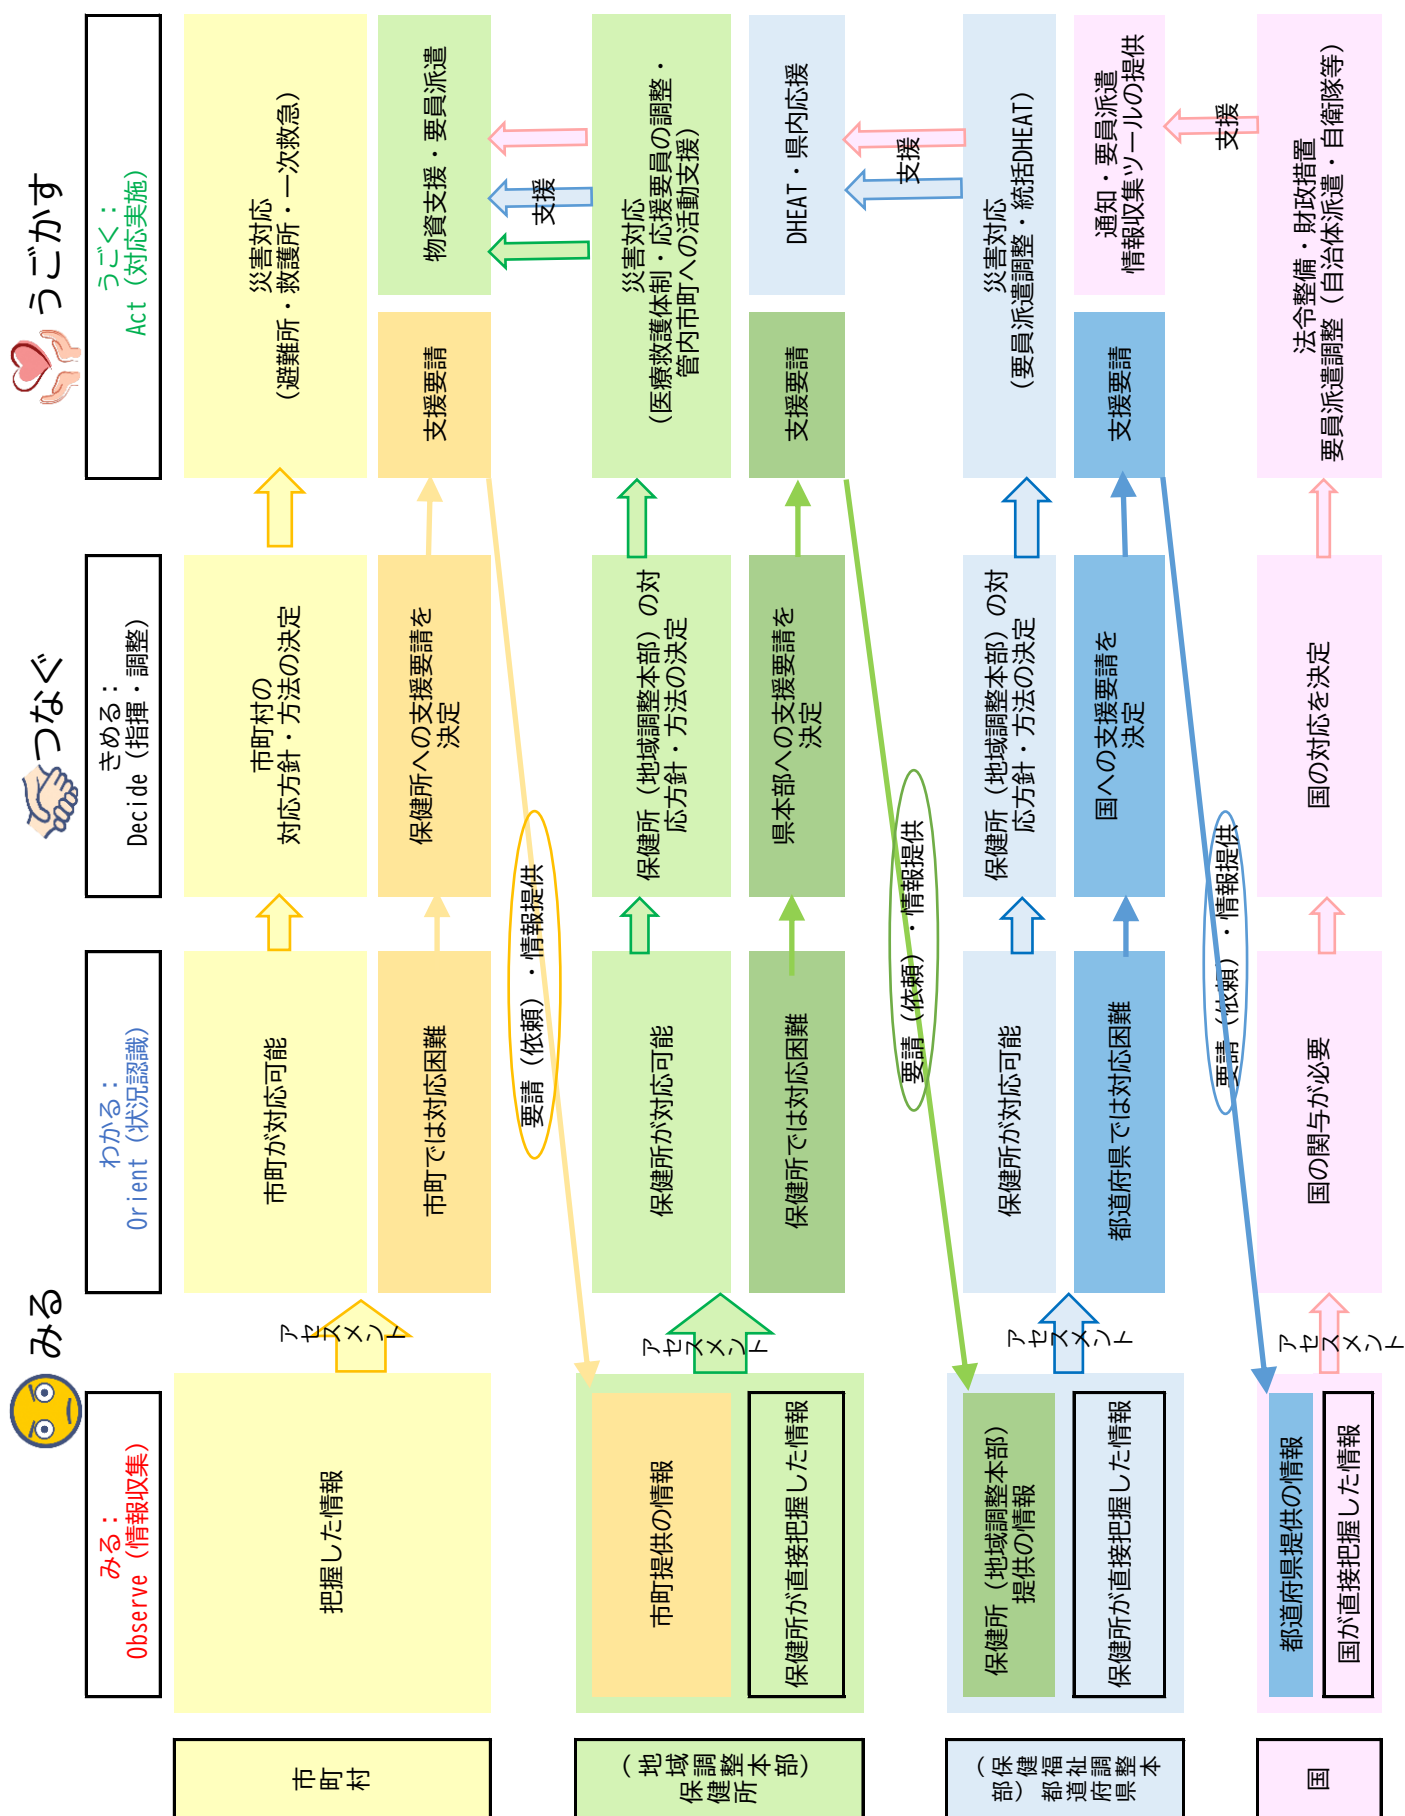 みる
つなぐ
うごかす
みる：
Observe（情報収集）
わかる：
Orient（状況認識）
きめる：
Decide（指揮・調整）
うごく：
Act（対応実施）
市町村
把握した情報
アセスメント
市町が対応可能
市町村の
対応方針・方法の決定
災害対応
（避難所・救護所・一次救急）
市町では対応困難
保健所への支援要請を
決定
支援要請
物資支援・要員派遣
要請（依頼）・情報提供
支援
（地域調整本部）
保健所
市町提供の情報
保健所が直接把握した情報
アセスメント
保健所が対応可能
保健所（地域調整本部）の対
応方針・方法の決定
災害対応
（医療救護体制・応援要員の調整・
管内市町への活動支援）
保健所では対応困難
県本部への支援要請を
決定
支援要請
DHEAT・県内応援
要請（依頼）・情報提供
支援
（保健福祉調整本
部）都道府県
保健所（地域調整本部）
提供の情報
保健所が直接把握した情報
アセスメント
保健所が対応可能
保健所（地域調整本部）の対
応方針・方法の決定
災害対応
（要員派遣調整・統括DHEAT）
都道府県では対応困難
国への支援要請を
決定
支援要請
通知・要員派遣
情報収集ツールの提供
要請（依頼）・情報提供
支援
国
都道府県提供の情報
国が直接把握した情報
アセスメント
国の関与が必要
国の対応を決定
法令整備・財政措置
要員派遣調整（自治体派遣・自衛隊等）